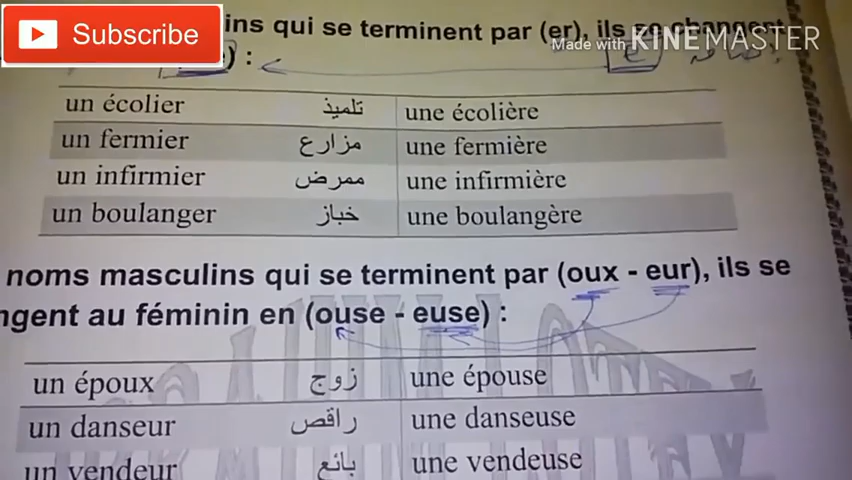 Subscribe
ins qui se terminent par (er), ils se changent
Made with KINEMASTER
) :
un écolier تلميذ une écolière
un fermier مزارع une fermière
un infirmier ممرض une infirmière
un boulanger خباز une boulangère
noms masculins qui se terminent par (oux - eur), ils se
ngent au féminin en (ouse - euse) :
un époux زوج une épouse
un danseur راقص une danseuse
un vendeur بائع une vendeuse